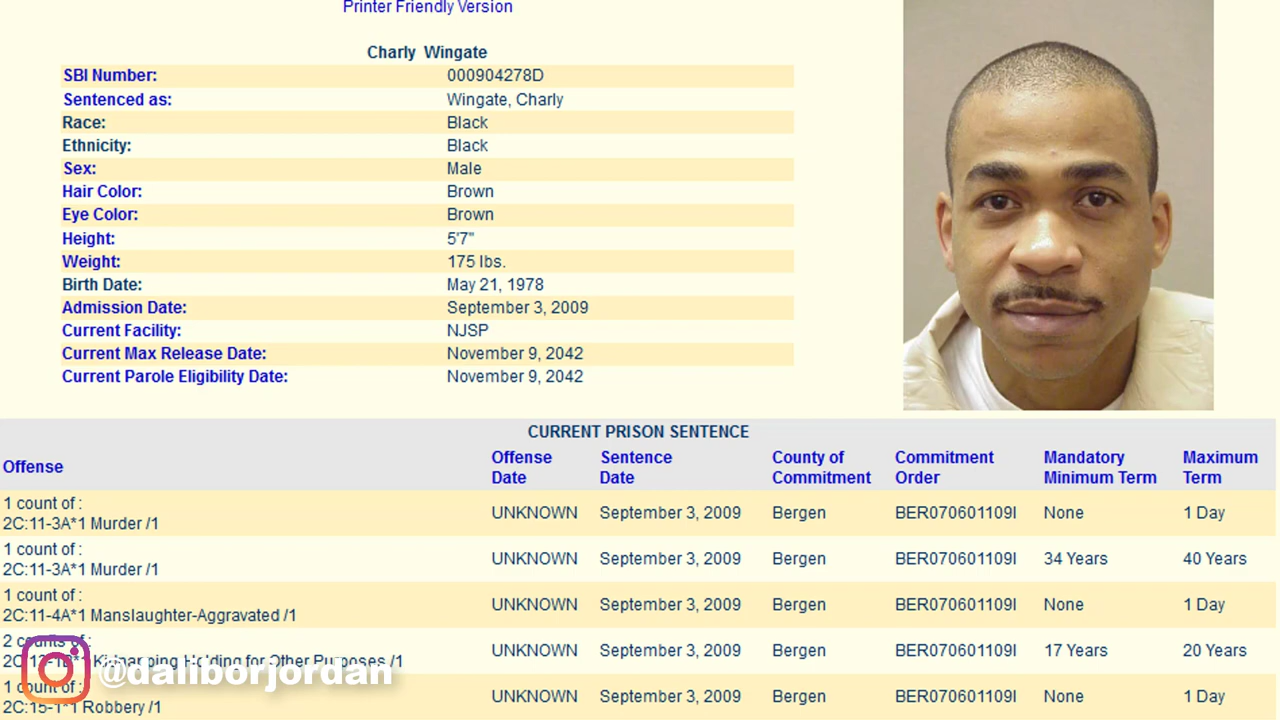 Printer Friendly Version
Charly Wingate
SBI Number: 000904278D
Sentenced as: Wingate, Charly
Race: Black
Ethnicity: Black
Sex: Male
Hair Color: Brown
Eye Color: Brown
Height: 5'7"
Weight: 175 lbs.
Birth Date: May 21, 1978
Admission Date: September 3, 2009
Current Facility: NJSP
Current Max Release Date: November 9, 2042
Current Parole Eligibility Date: November 9, 2042
CURRENT PRISON SENTENCE
Offense Offense Date Sentence Date County of Commitment Commitment Order Mandatory Minimum Term Maximum Term
1 count of :
2C:11-3A*1 Murder /1 UNKNOWN September 3, 2009 Bergen BER070601109I None 1 Day
1 count of :
2C:11-3A*1 Murder /1 UNKNOWN September 3, 2009 Bergen BER070601109I 34 Years 40 Years
1 count of :
2C:11-4A*1 Manslaughter-Aggravated /1 UNKNOWN September 3, 2009 Bergen BER070601109I None 1 Day
2 counts of :
Kidnapping Holding for Other Purposes /1 UNKNOWN September 3, 2009 Bergen BER070601109I 17 Years 20 Years
@daliborjordan
1 count of :
2C:15-1*1 Robbery /1 UNKNOWN September 3, 2009 Bergen BER070601109I None 1 Day